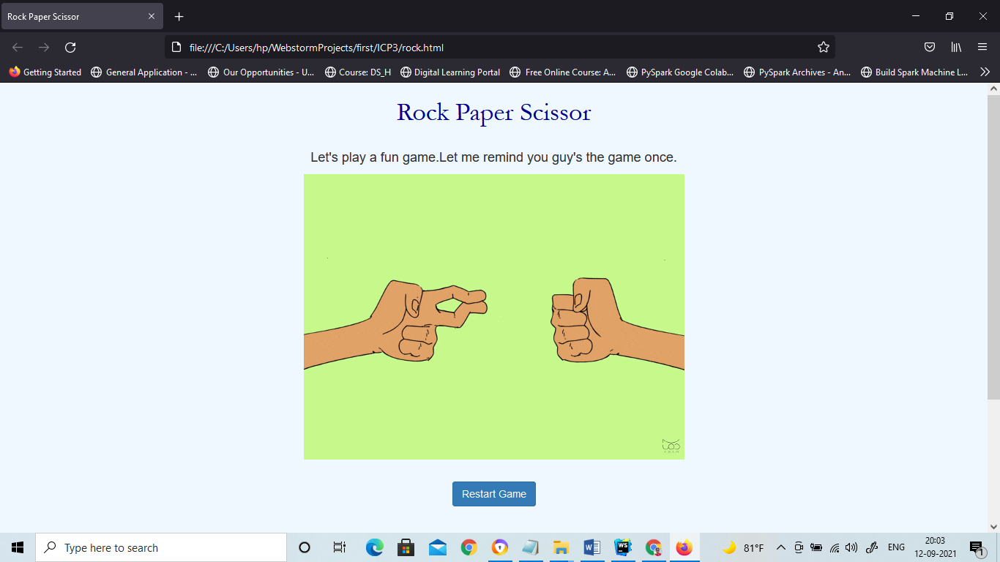 Rock Paper Scissor
file:///C:/Users/hp/WebstormProjects/first/ICP3/rock.html
Getting Started General Application - ... Our Opportunities - U... Course: DS_H Digital Learning Portal Free Online Course: A... PySpark Google Colab... PySpark Archives - An... Build Spark Machine L...
Rock Paper Scissor
Let's play a fun game.Let me remind you guy's the game once.
Restart Game
Type here to search
WS
81°F
ENG
20:03
12-09-2021
1